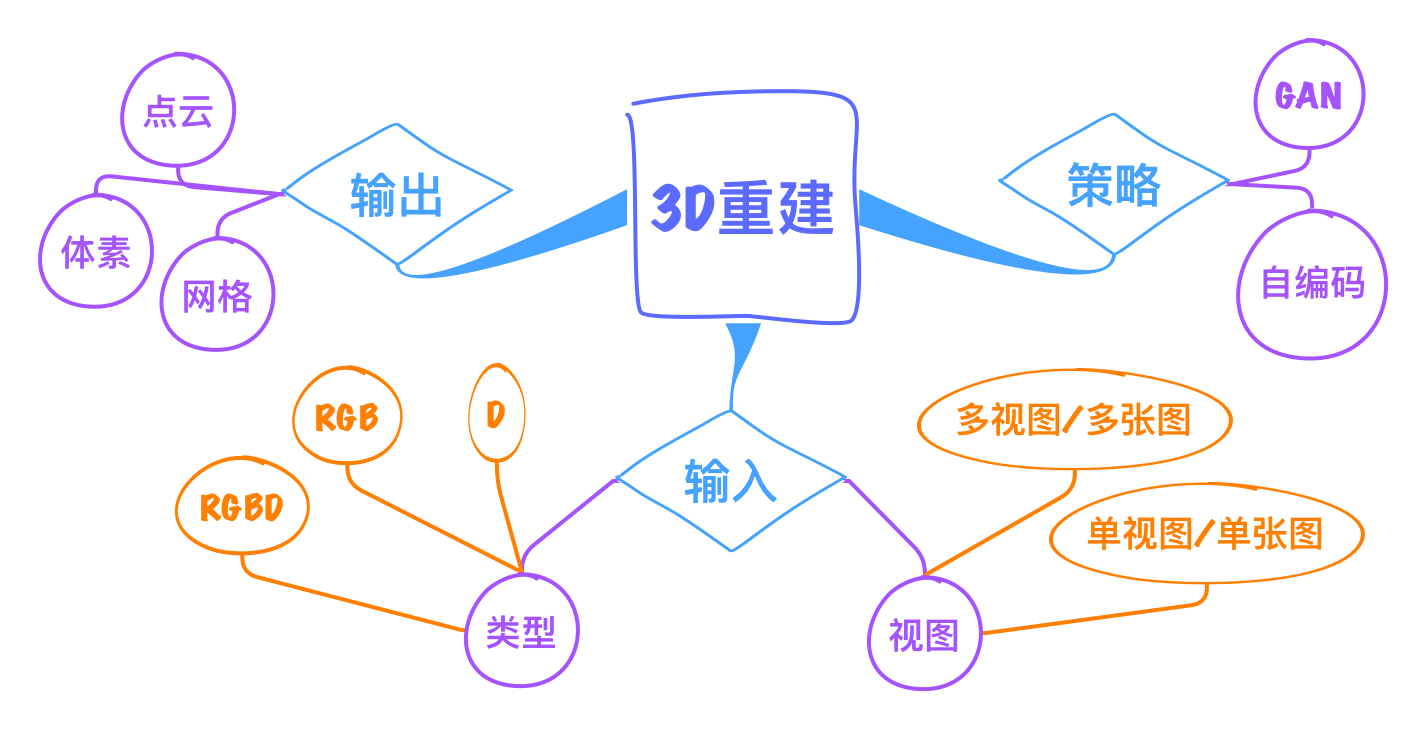 3D重建
输出
点云
体素
网格
策略
GAN
自编码
输入
类型
RGB
D
RGBD
视图
多视图/多张图
单视图/单张图